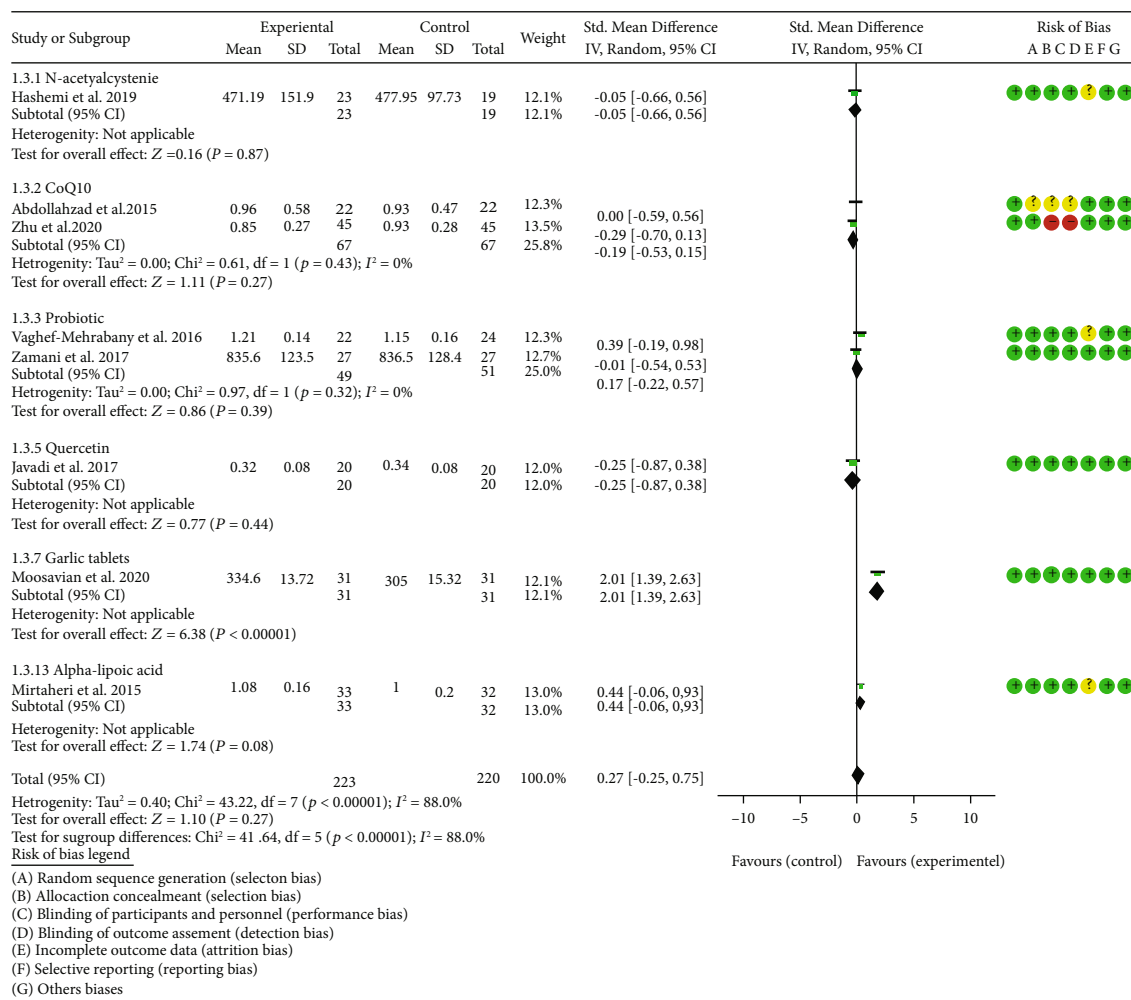 Experiental Control Std. Mean Difference Std. Mean Difference Risk of Bias
Study or Subgroup Mean SD Total Mean SD Total Weight IV, Random, 95% CI IV, Random, 95% CI A B C D E F G
1.3.1 N-acetyalcystenie
Hashemi et al. 2019 471.19 151.9 23 477.95 97.73 19 12.1% -0.05 [-0.66, 0.56] + + + + ? + +
Subtotal (95% CI) 23 19 12.1% -0.05 [-0.66, 0.56]
Heterogenity: Not applicable
Test for overall effect: Z =0.16 (P = 0.87)
1.3.2 CoQ10
Abdollahzad et al.2015 0.96 0.58 22 0.93 0.47 22 12.3% 0.00 [-0.59, 0.56] + ? ? ? + + +
Zhu et al.2020 0.85 0.27 45 0.93 0.28 45 13.5% -0.29 [-0.70, 0.13] + + − − + + +
Subtotal (95% CI) 67 67 25.8% -0.19 [-0.53, 0.15]
Hetrogenity: Tau² = 0.00; Chi² = 0.61, df = 1 (p = 0.43); I² = 0%
Test for overall effect: Z = 1.11 (P = 0.27)
1.3.3 Probiotic
Vaghef-Mehrabany et al. 2016 1.21 0.14 22 1.15 0.16 24 12.3% 0.39 [-0.19, 0.98] + + + + ? + +
Zamani et al. 2017 835.6 123.5 27 836.5 128.4 27 12.7% -0.01 [-0.54, 0.53] + + + + + + +
Subtotal (95% CI) 49 51 25.0% 0.17 [-0.22, 0.57]
Hetrogenity: Tau² = 0.00; Chi² = 0.97, df = 1 (p = 0.32); I² = 0%
Test for overall effect: Z = 0.86 (P = 0.39)
1.3.5 Quercetin
Javadi et al. 2017 0.32 0.08 20 0.34 0.08 20 12.0% -0.25 [-0.87, 0.38] + + + + + + +
Subtotal (95% CI) 20 20 12.0% -0.25 [-0.87, 0.38]
Heterogenity: Not applicable
Test for overall effect: Z = 0.77 (P = 0.44)
1.3.7 Garlic tablets
Moosavian et al. 2020 334.6 13.72 31 305 15.32 31 12.1% 2.01 [1.39, 2.63] + + + + + + +
Subtotal (95% CI) 31 31 12.1% 2.01 [1.39, 2.63]
Heterogenity: Not applicable
Test for overall effect: Z = 6.38 (P < 0.00001)
1.3.13 Alpha-lipoic acid
Mirtaheri et al. 2015 1.08 0.16 33 1 0.2 32 13.0% 0.44 [-0.06, 0,93] + + + + ? + +
Subtotal (95% CI) 33 32 13.0% 0.44 [-0.06, 0,93]
Heterogenity: Not applicable
Test for overall effect: Z = 1.74 (P = 0.08)
Total (95% CI) 223 220 100.0% 0.27 [-0.25, 0.75]
Hetrogenity: Tau² = 0.40; Chi² = 43.22, df = 7 (p < 0.00001); I² = 88.0%
Test for overall effect: Z = 1.10 (P = 0.27)
Test for sugroup differences: Chi² = 41 .64, df = 5 (p < 0.00001); I² = 88.0%
−10 −5 0 5 10
Favours (control) Favours (experimentel)
Risk of bias legend
(A) Random sequence generation (selecton bias)
(B) Allocaction concealmeant (selection bias)
(C) Blinding of participants and personnel (performance bias)
(D) Blinding of outcome assement (detection bias)
(E) Incomplete outcome data (attrition bias)
(F) Selective reporting (reporting bias)
(G) Others biases